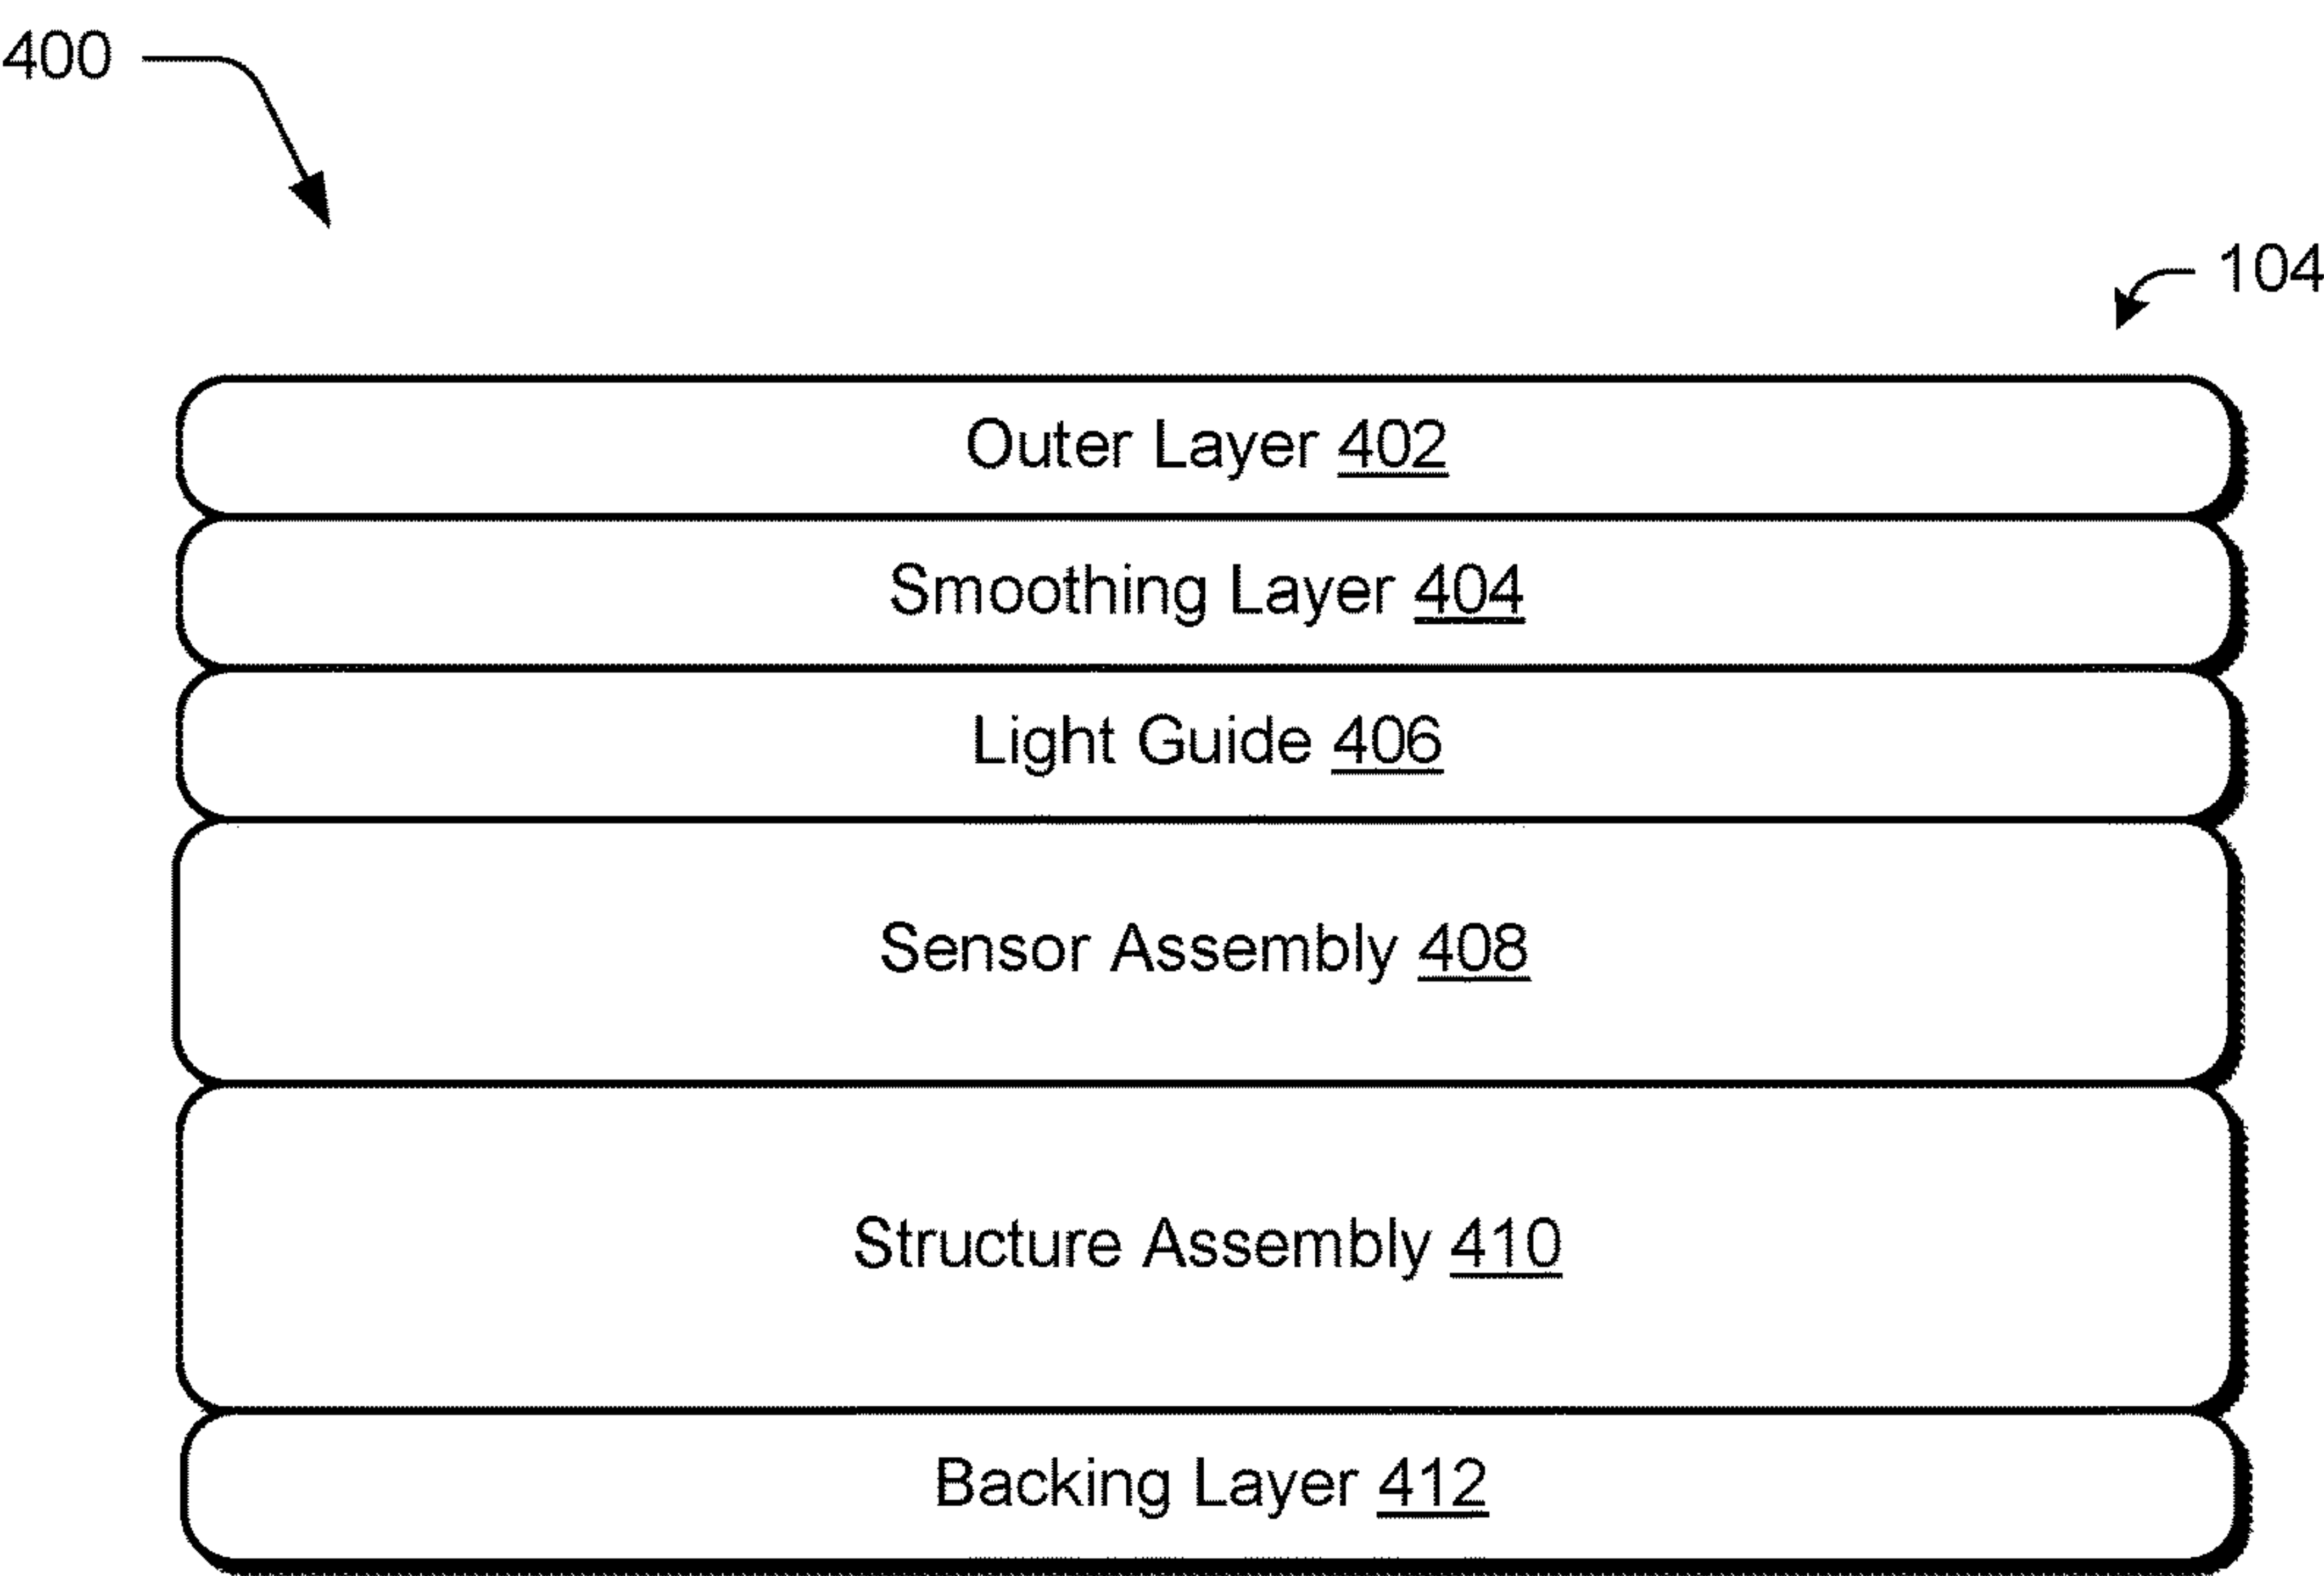 400
104
Outer Layer 402
Smoothing Layer 404
Light Guide 406
Sensor Assembly 408
Structure Assembly 410
Backing Layer 412